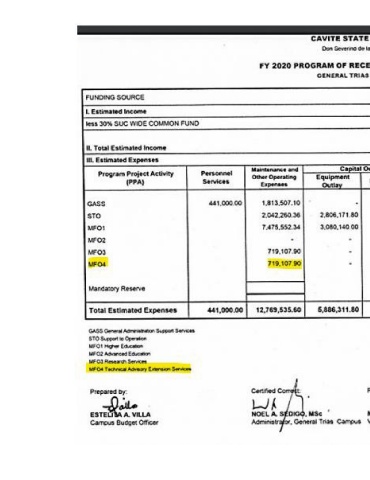 CAVITE STATE
Don Severino de la
FY 2020 PROGRAM OF RECE
GENERAL TRIAS
FUNDING SOURCE
I. Estimated Income
less 30% SUC WIDE COMMON FUND
II. Total Estimated Income
III. Estimated Expenses
Program Project Activity (PPA) Personnel Services Maintenance and Other Operating Expenses Capital O
Equipment Outlay
GASS 441,000.00 1,813,507.10 -
STO 2,042,260.36 2,806,171.80
MFO1 7,475,552.34 3,080,140.00
MFO2 - -
MFO3 719,107.90 -
MFO4 719,107.90 -
Mandatory Reserve
Total Estimated Expenses 441,000.00 12,769,535.60 5,886,311.80
GASS General Administration Support Services
STO Support to Operation
MFO1 Higher Education
MFO2 Advanced Education
MFO3 Research Services
MFO4 Technical Advisory Extension Services
Prepared by: Certified Correct:
ESTELISA A. VILLA NOEL A. SEDIGO, MSc
Campus Budget Officer Administrator, General Trias Campus